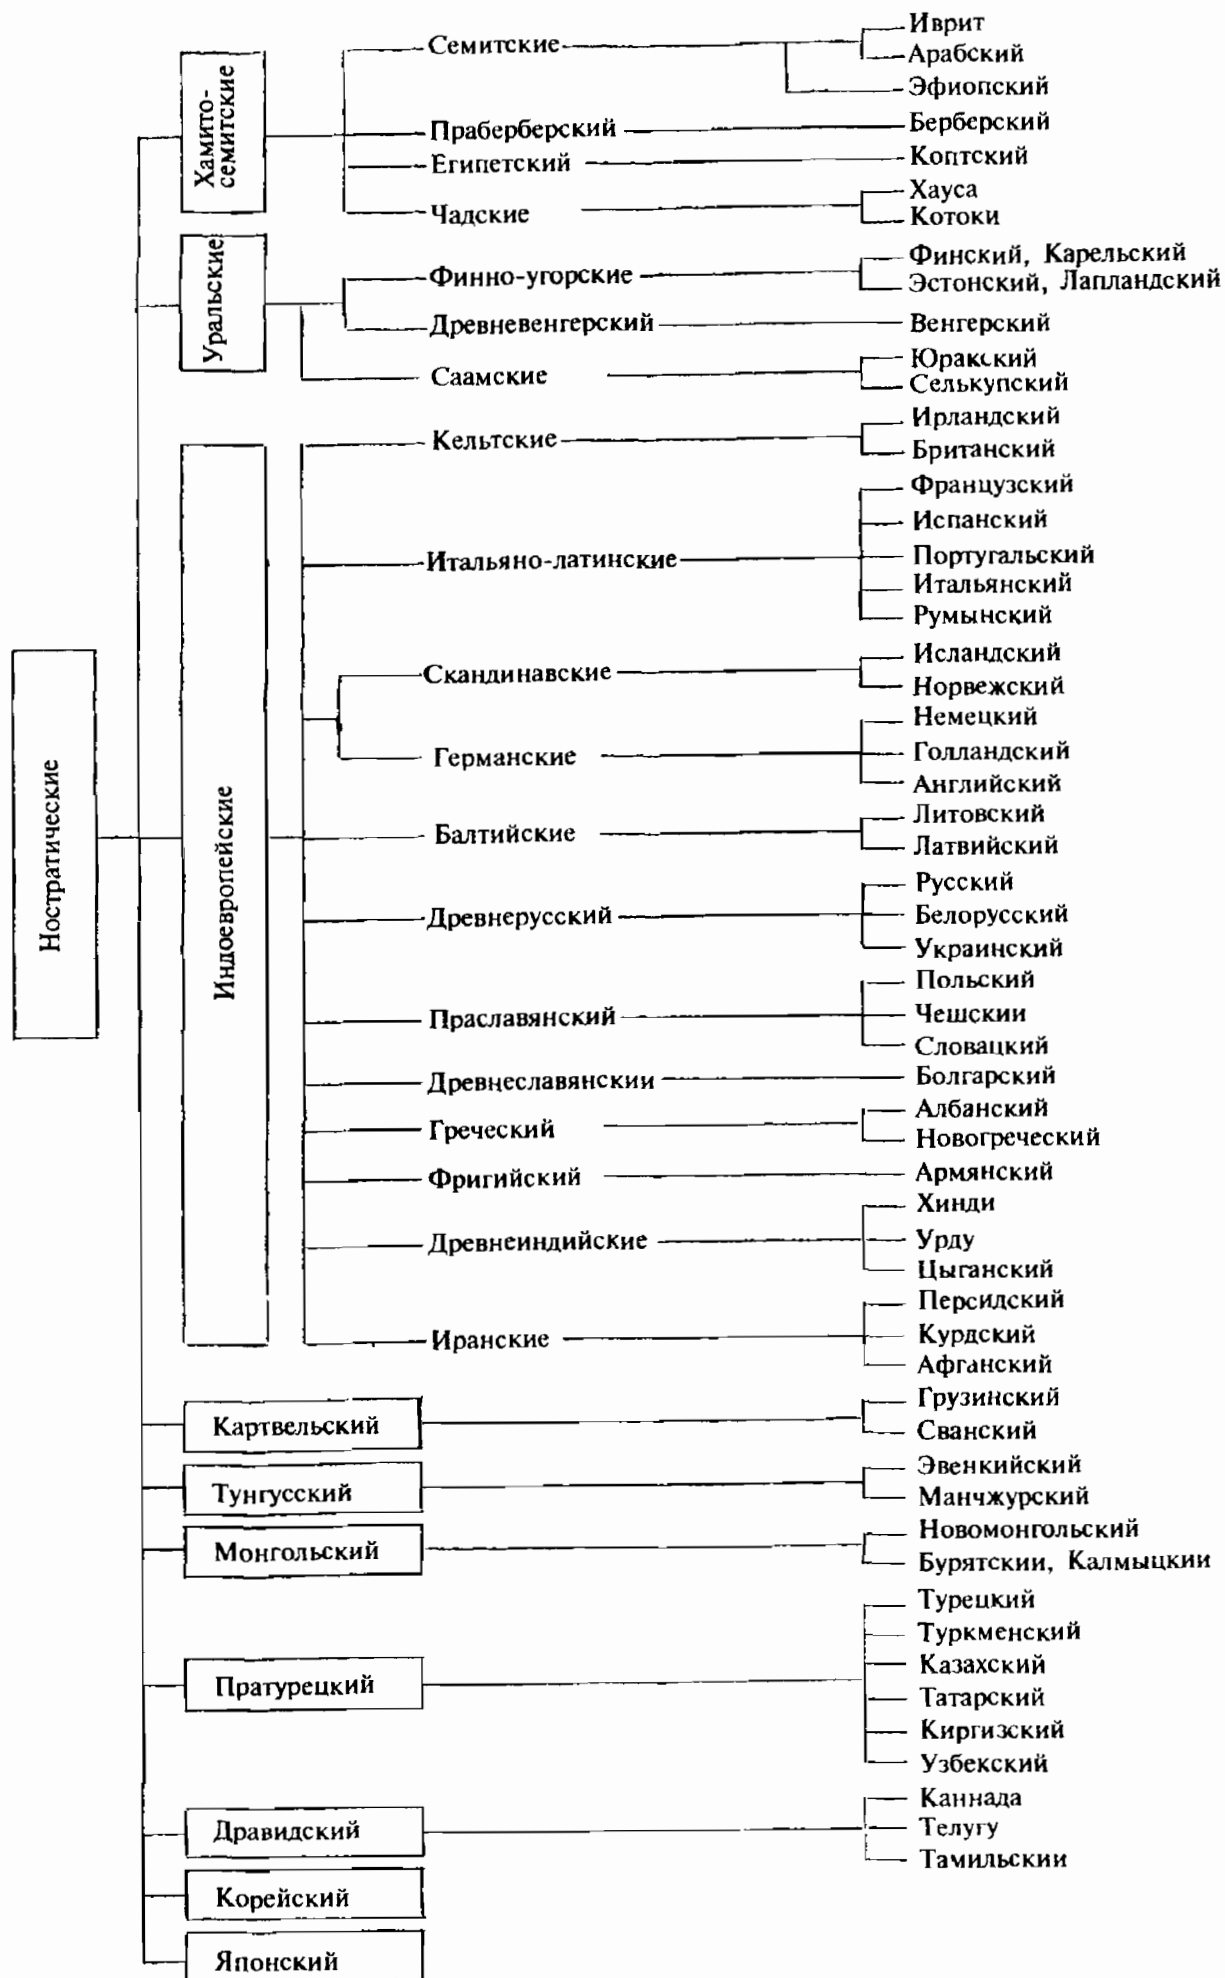 Ностратические
Хамито-
семитские
Семитские
Иврит
Арабский
Эфиопский
Праберберский
Берберский
Египетский
Коптский
Чадские
Хауса
Котоки
Уральские
Финно-угорские
Финский, Карельский
Эстонский, Лапландский
Древневенгерский
Венгерский
Саамские
Юракский
Селькупский
Индоевропейские
Кельтские
Ирландский
Британский
Итальяно-латинские
Французский
Испанский
Португальский
Итальянский
Румынский
Скандинавские
Исландский
Норвежский
Германские
Немецкий
Голландский
Английский
Балтийские
Литовский
Латвийский
Древнерусский
Русский
Белорусский
Украинский
Праславянский
Польский
Чешскии
Словацкий
Древнеславянскии
Болгарский
Греческий
Албанский
Новогреческий
Фригийский
Армянский
Древнеиндийские
Хинди
Урду
Цыганский
Иранские
Персидский
Курдский
Афганский
Картвельский
Грузинский
Сванский
Тунгусский
Эвенкийский
Манчжурский
Монгольский
Новомонгольский
Бурятскии, Калмыцкии
Пратурецкий
Турецкий
Туркменский
Казахский
Татарский
Киргизский
Узбекский
Дравидский
Каннада
Телугу
Тамильскии
Корейский
Японский